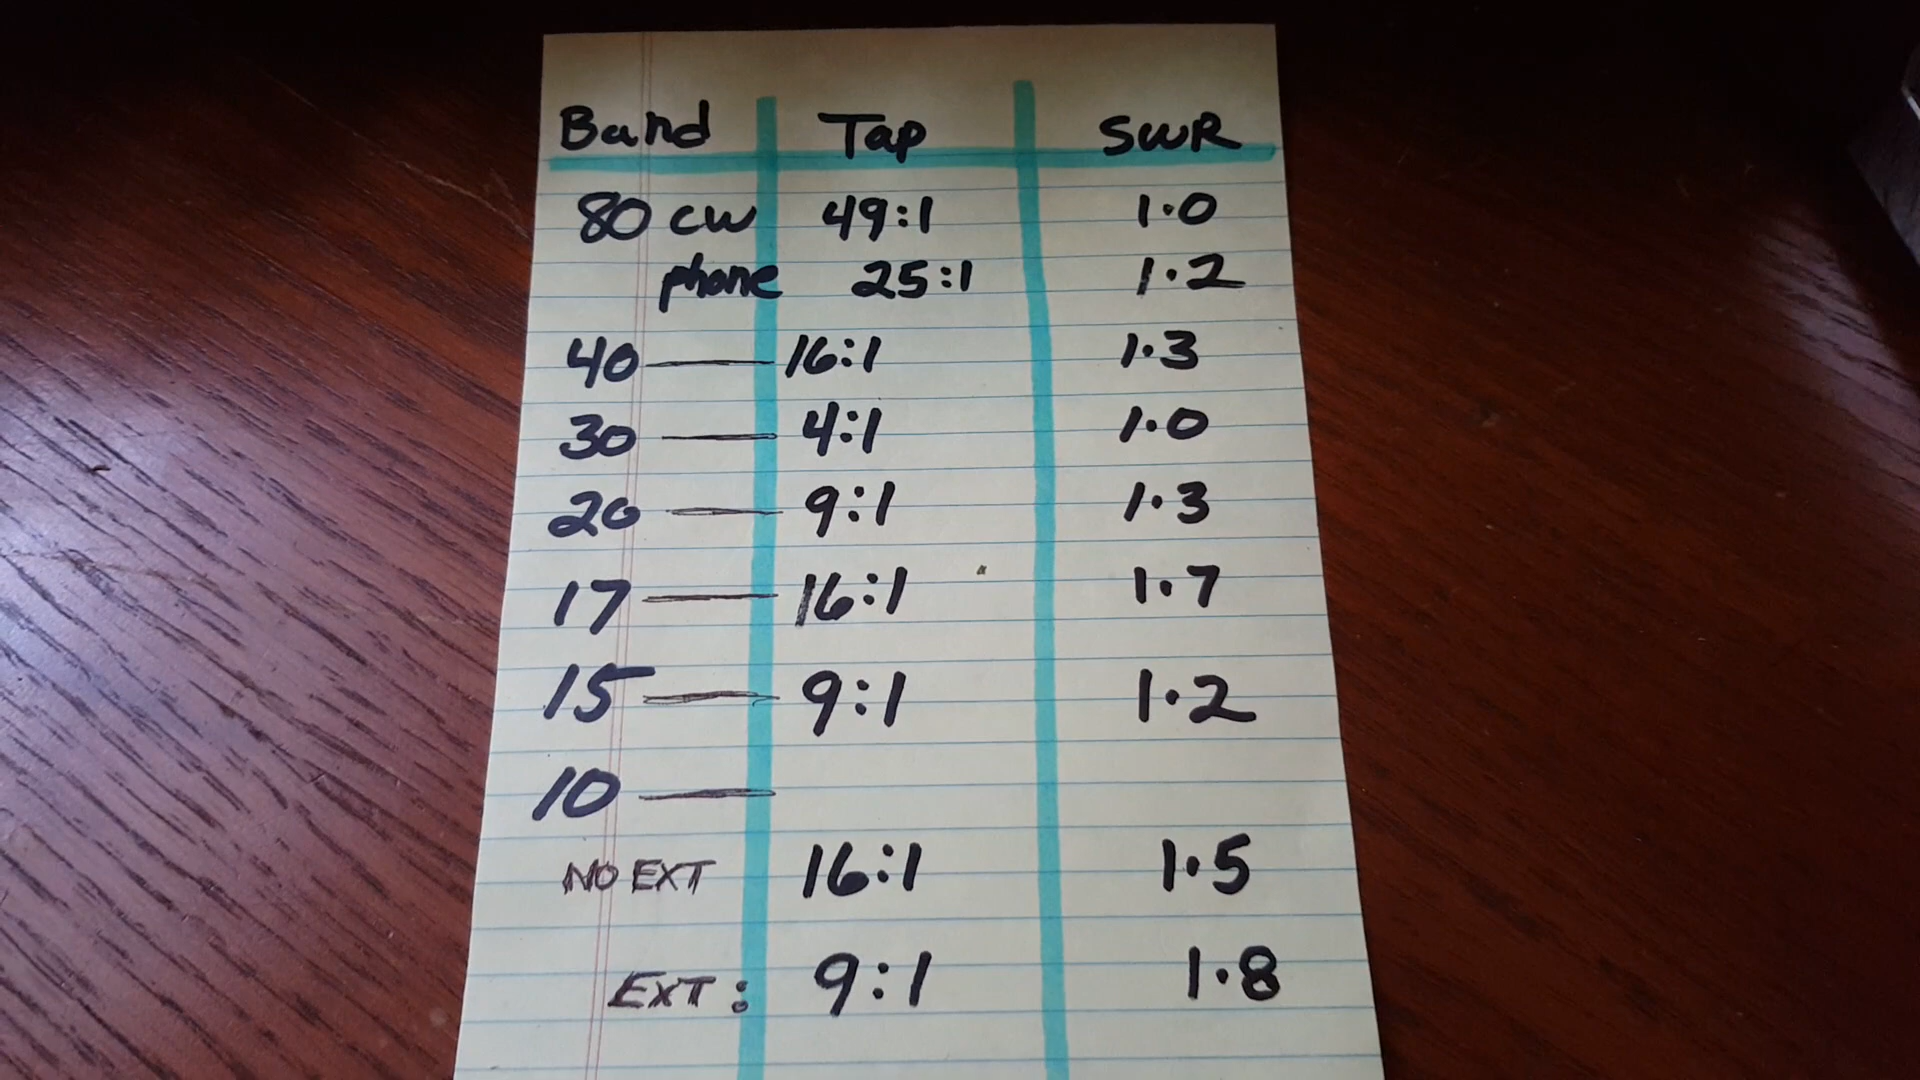 Band Tap SWR
80 CW 49:1 1.0
phone 25:1 1.2
40 — 16:1 1.3
30 — 4:1 1.0
20 — 9:1 1.3
17 — 16:1 1.7
15 — 9:1 1.2
10 —
NO EXT 16:1 1.5
EXT: 9:1 1.8